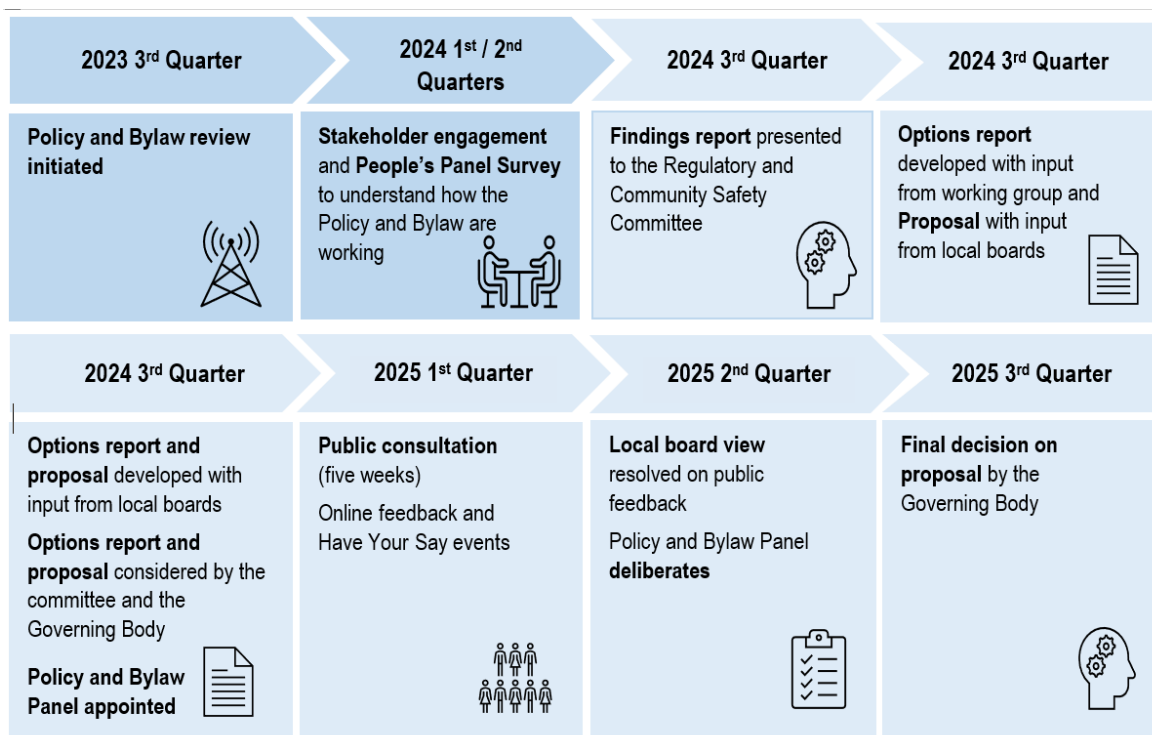 2023 3rd Quarter
2024 1st / 2nd
Quarters
2024 3rd Quarter
2024 3rd Quarter
Policy and Bylaw review
initiated
Stakeholder engagement
and People's Panel Survey
to understand how the
Policy and Bylaw are
working
Findings report presented
to the Regulatory and
Community Safety
Committee
Options report
developed with input
from working group and
Proposal with input
from local boards
2024 3rd Quarter
2025 1st Quarter
2025 2nd Quarter
2025 3rd Quarter
Options report and
proposal developed with
input from local boards
Options report and
proposal considered by the
committee and the
Governing Body
Policy and Bylaw
Panel appointed
Public consultation
(five weeks)
Online feedback and
Have Your Say events
Local board view
resolved on public
feedback
Policy and Bylaw Panel
deliberates
Final decision on
proposal by the
Governing Body